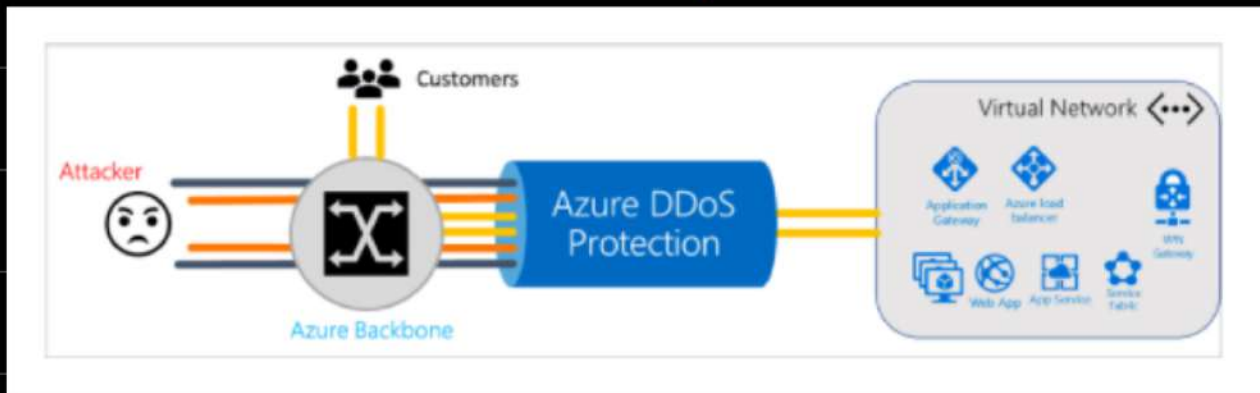 Customers
Virtual Network
Attacker
Azure DDoS
Protection
Application
Gateway
Azure load
balancer
Gateway
Web App
App Service
Service
Fabric
Azure Backbone